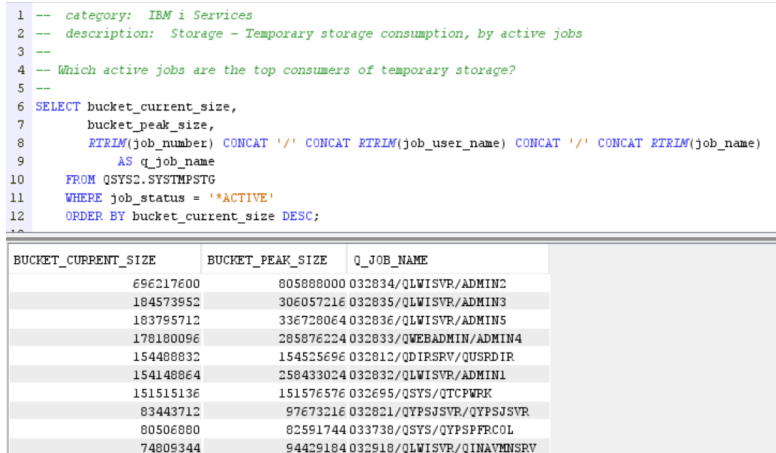 1 -- category: IBM i Services
2 -- description: Storage - Temporary storage consumption, by active jobs
3 --
4 -- Which active jobs are the top consumers of temporary storage?
5 --
6 SELECT bucket_current_size,
7 bucket_peak_size,
8 RTRIM(job_number) CONCAT '/' CONCAT RTRIM(job_user_name) CONCAT '/' CONCAT RTRIM(job_name)
9 AS q_job_name
10 FROM QSYS2.SYSTMPSTG
11 WHERE job_status = '*ACTIVE'
12 ORDER BY bucket_current_size DESC;
BUCKET_CURRENT_SIZE BUCKET_PEAK_SIZE Q_JOB_NAME
696217600 805888000 032834/QLWISVR/ADMIN2
184573952 306057216 032835/QLWISVR/ADMIN3
183795712 336728064 032836/QLWISVR/ADMIN5
178180096 285876224 032833/QWEBADMIN/ADMIN4
154488832 154525696 032812/QDIRSRV/QUSRDIR
154148864 258433024 032832/QLWISVR/ADMIN1
151515136 151576576 032695/QSYS/QTCPWRK
83443712 97673216 032821/QYPSJSVR/QYPSJSVR
80506880 82591744 033738/QSYS/QYPSPFRCOL
74809344 94429184 032918/QLWISVR/QINAVMNSRV